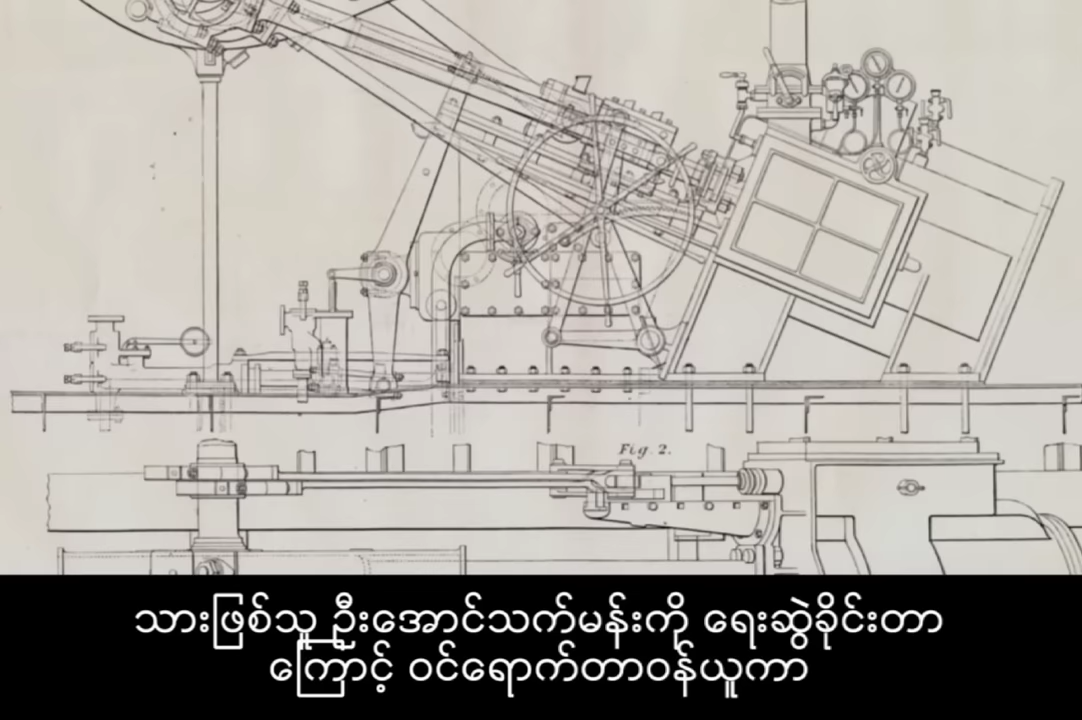 Fig. 2.
သားဖြစ်သူ ဦးအောင်သက်မန်းကို ရေးဆွဲခိုင်းတာ
ကြောင့် ဝင်ရောက်တာဝန်ယူကာ